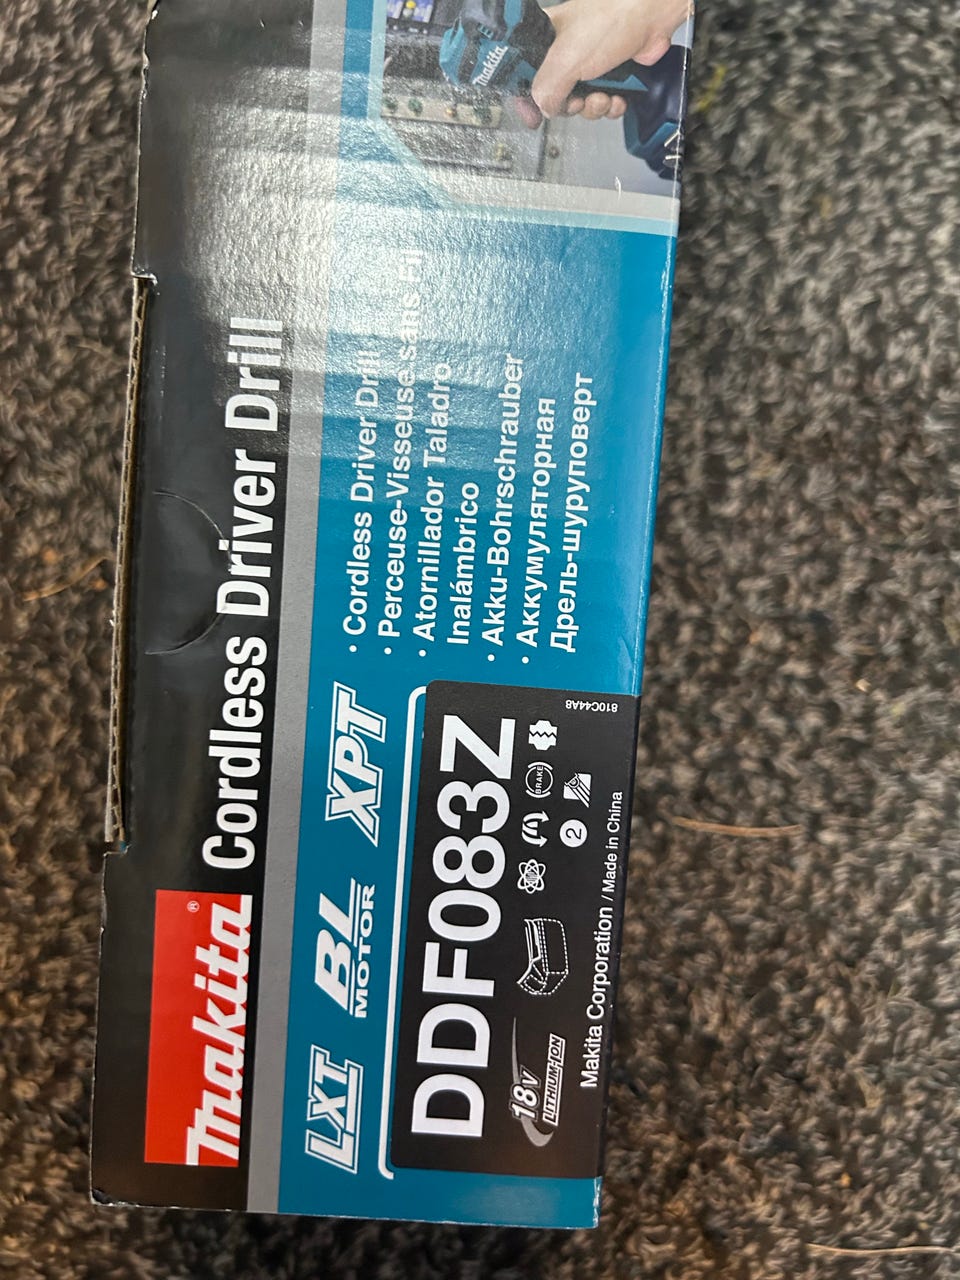 Makita®
Cordless Driver Drill
LXT
BL
MOTOR
XPT
· Cordless Driver Drill
· Perceuse-Visseuse sans Fil
· Atornillador Taladro
Inalámbrico
· Akku-Bohrschrauber
· Аккумуляторная
Дрель-шуруповерт
DDF083Z
18V
LITHIUM-ION
BRAKE
2
810C44A8
Makita Corporation / Made in China
Makita